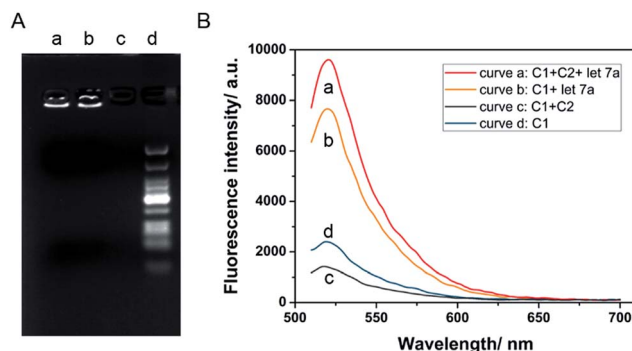 A
a b c d
B
Fluorescence intensity/ a.u.
10000
8000
6000
4000
2000
0
curve a: C1+C2+ let 7a
curve b: C1+ let 7a
curve c: C1+C2
curve d: C1
a
b
d
c
500 550 600 650 700
Wavelength/ nm